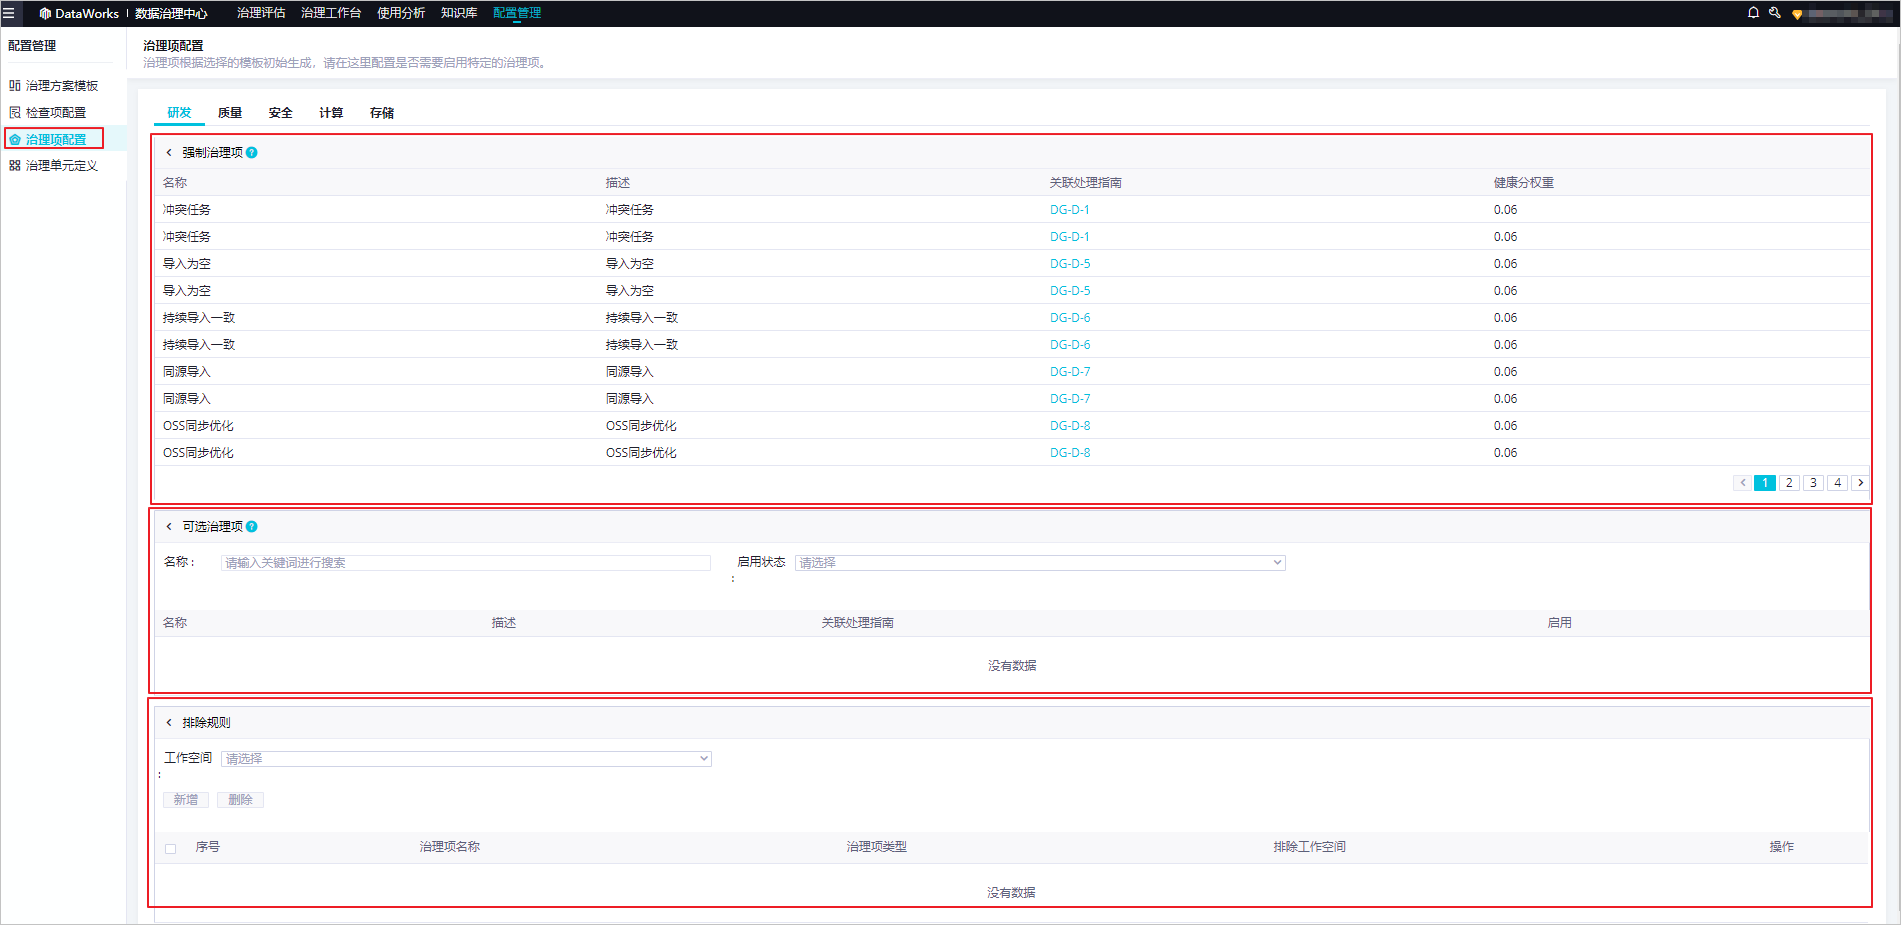 DataWorks | 数据治理中心 治理评估 治理工作台 使用分析 知识库 配置管理
配置管理
治理方案模板
检查项配置
治理项配置
治理单元定义
治理项配置
治理项根据选择的模板初始生成，请在这里配置是否需要启用特定的治理项。
研发 质量 安全 计算 存储
强制治理项
名称 描述 关联处理指南 健康分权重
冲突任务 冲突任务 DG-D-1 0.06
冲突任务 冲突任务 DG-D-1 0.06
导入为空 导入为空 DG-D-5 0.06
导入为空 导入为空 DG-D-5 0.06
持续导入一致 持续导入一致 DG-D-6 0.06
持续导入一致 持续导入一致 DG-D-6 0.06
同源导入 同源导入 DG-D-7 0.06
同源导入 同源导入 DG-D-7 0.06
OSS同步优化 OSS同步优化 DG-D-8 0.06
OSS同步优化 OSS同步优化 DG-D-8 0.06
1 2 3 4
可选治理项
名称： 请输入关键词进行搜索 启用状态： 请选择
名称 描述 关联处理指南 启用
没有数据
排除规则
工作空间： 请选择
新增 删除
序号 治理项名称 治理项类型 排除工作空间 操作
没有数据